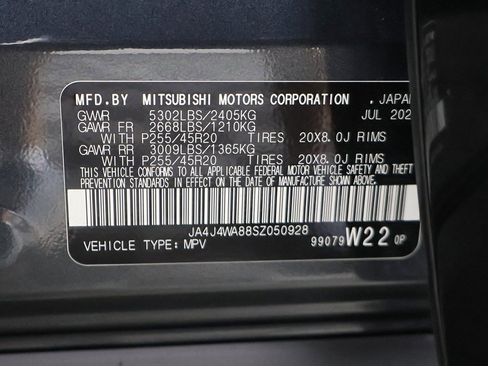 MFD.BY MITSUBISHI MOTORS CORPORATION , JAPAN
GVWR 5302LBS/2405KG JUL 202
GAWR FR 2668LBS/1210KG
WITH P255/45R20 TIRES 20X8.0J RIMS
GAWR RR 3009LBS/1365KG
WITH P255/45R20 TIRES 20X8.0J RIMS
THIS VEHICLE CONFORMS TO ALL APPLICABLE FEDERAL MOTOR VEHICLE SAFETY AND
THEFT PREVENTION STANDARDS IN EFFECT ON THE DATE OF MANUFACTURE SHOWN ABOVE.
JA4J4WA88SZ050928
VEHICLE TYPE: MPV 99079 W22 0P